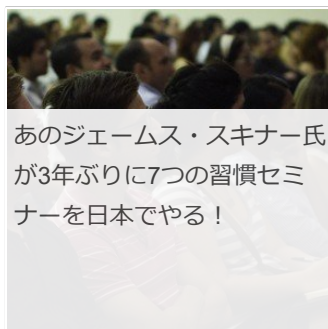 あのジェームス・スキナー氏
が3年ぶりに7つの習慣セミ
ナーを日本でやる！